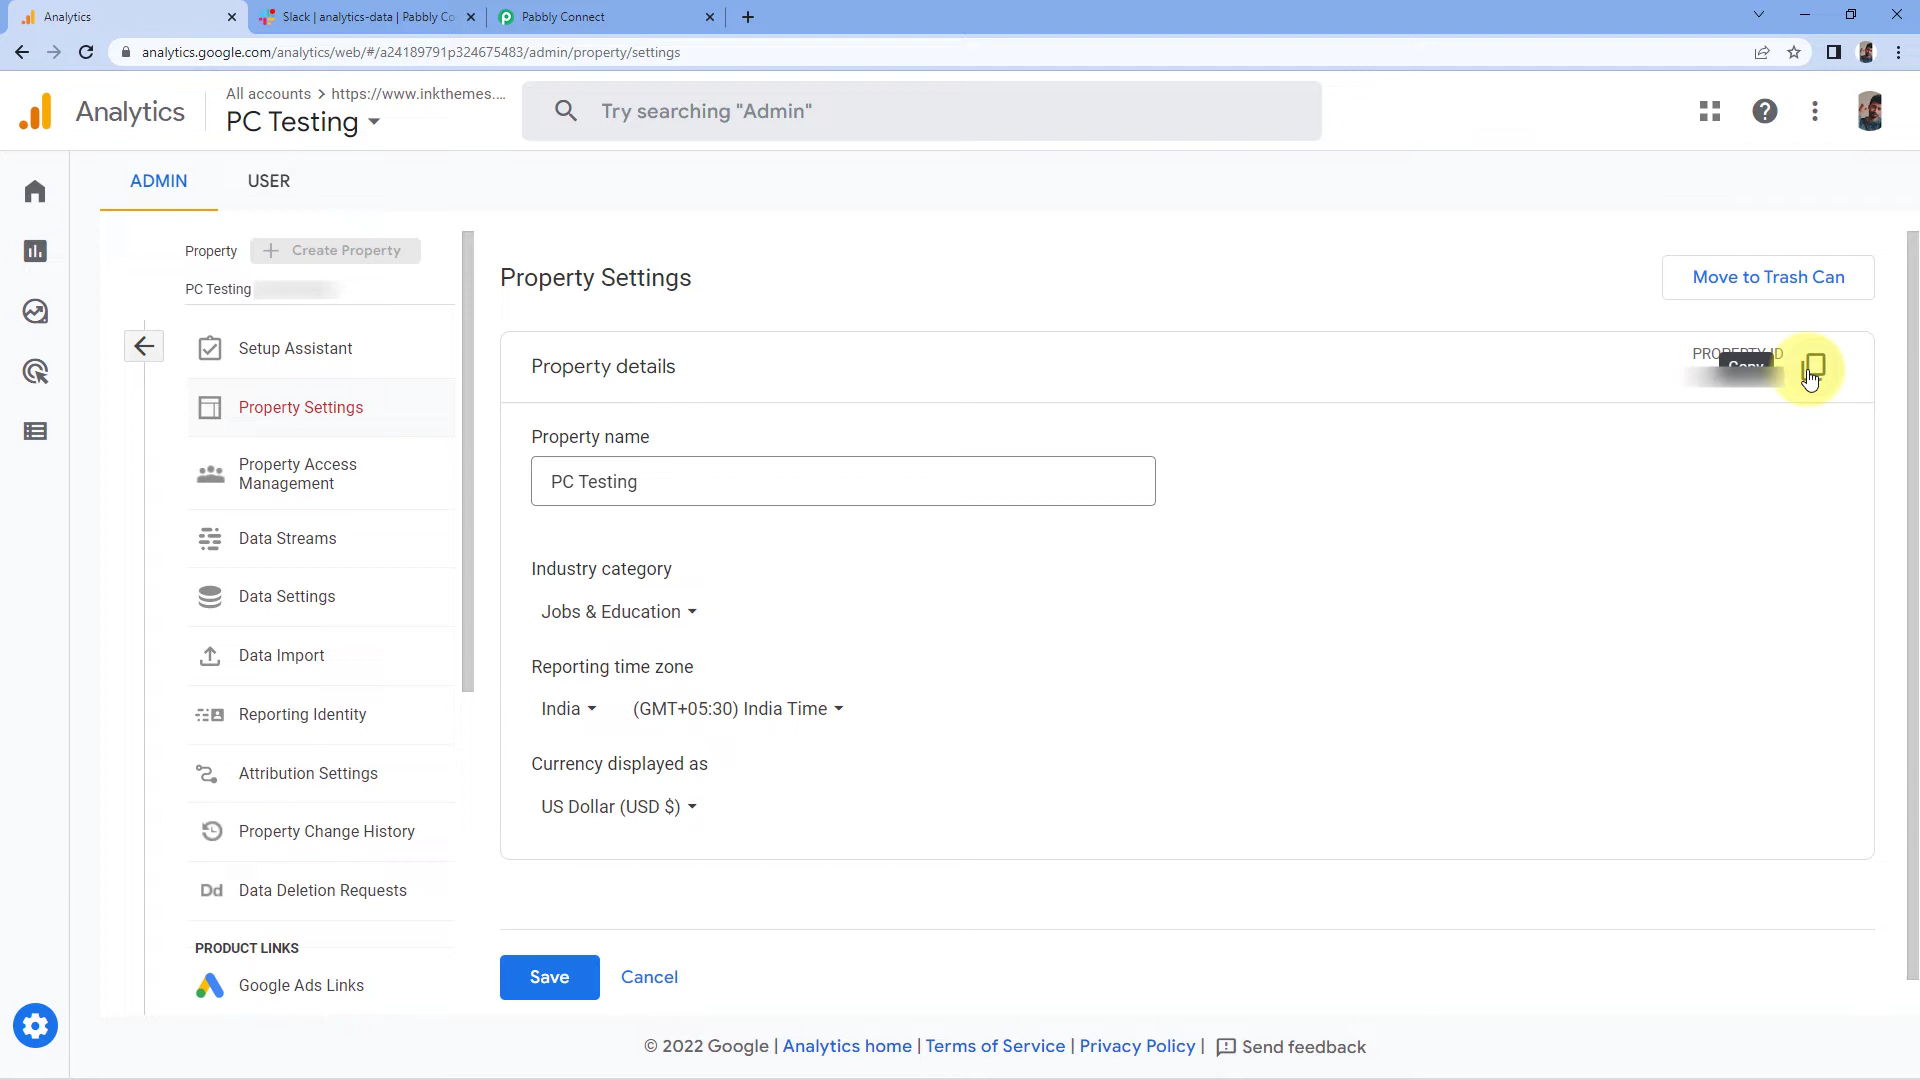 Analytics
Slack | analytics-data | Pabbly Co
Pabbly Connect
analytics.google.com/analytics/web/#/a24189791p324675483/admin/property/settings
Analytics
All accounts > https://www.inkthemes....
PC Testing
Try searching "Admin"
ADMIN
USER
Property
Create Property
PC Testing
Setup Assistant
Property Settings
Property Access
Management
Data Streams
Data Settings
Data Import
Reporting Identity
Attribution Settings
Property Change History
Dd Data Deletion Requests
PRODUCT LINKS
Google Ads Links
Property Settings
Move to Trash Can
Property details
PROPERTY ID
Copy
Property name
PC Testing
Industry category
Jobs & Education
Reporting time zone
India
(GMT+05:30) India Time
Currency displayed as
US Dollar (USD $)
Save
Cancel
© 2022 Google | Analytics home | Terms of Service | Privacy Policy | Send feedback